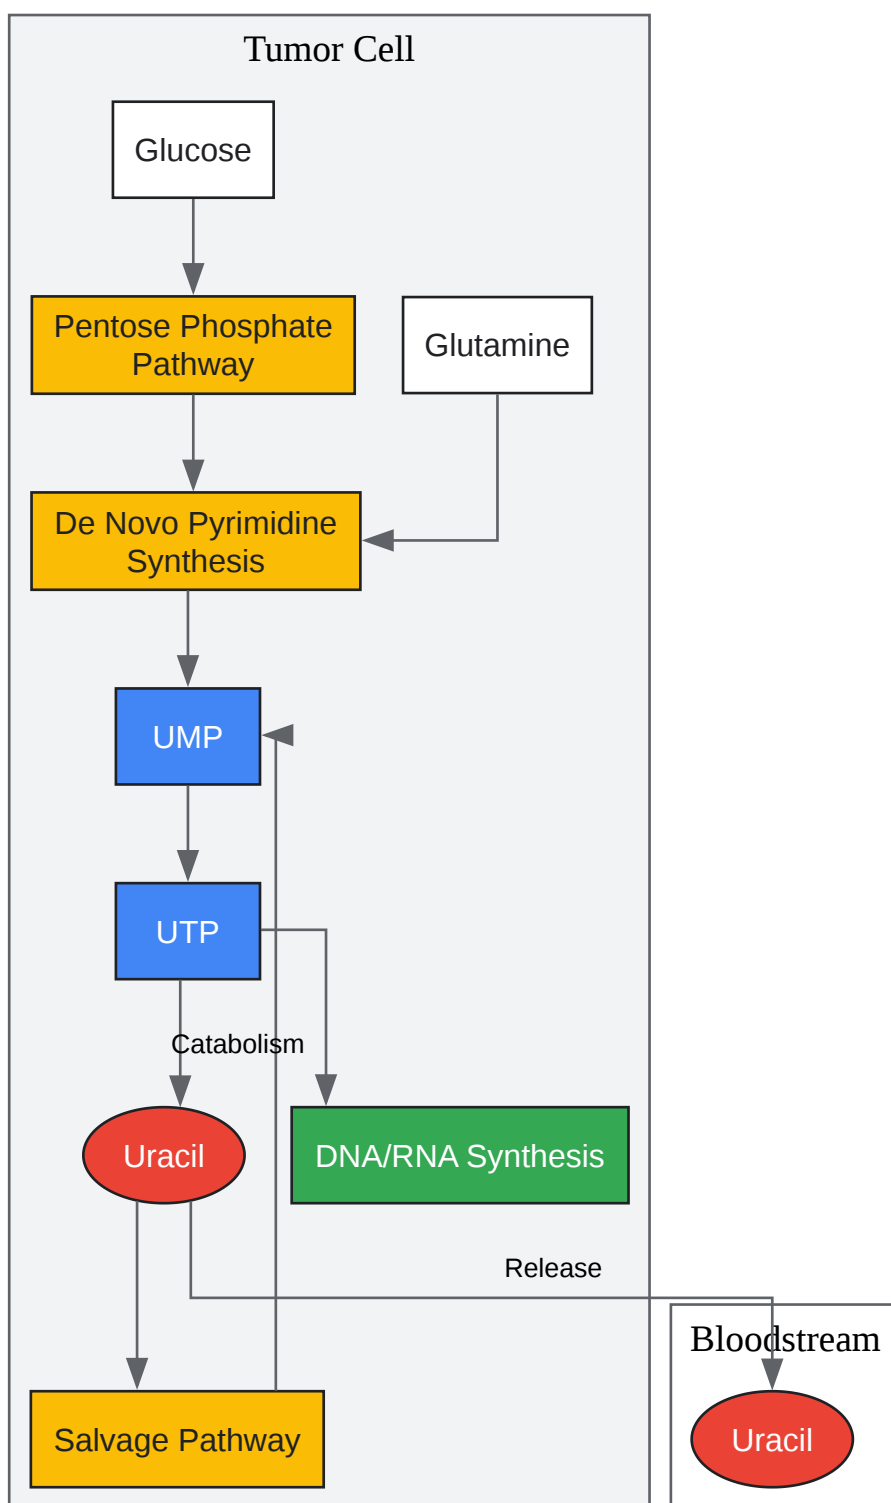 Tumor Cell
Glucose
Pentose Phosphate
Pathway
Glutamine
De Novo Pyrimidine
Synthesis
UMP
UTP
Catabolism
Uracil
DNA/RNA Synthesis
Release
Bloodstream
Salvage Pathway
Uracil